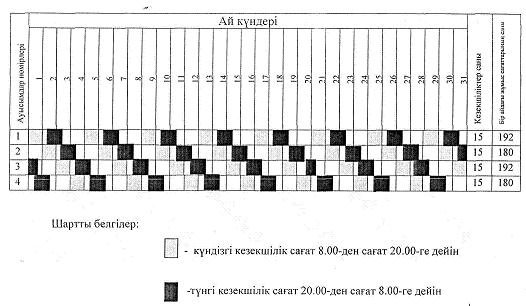 Ай күндері
Ауысымдар нөмірлері
1 2 3 4 5 6 7 8 9 10 11 12 13 14 15 16 17 18 19 20 21 22 23 24 25 26 27 28 29 30 31
Кезекшіліктер саны
Бір айдағы жұмыс сағаттарының саны
1 15 192
2 15 180
3 15 192
4 15 180
Шартты белгілер:
- күндізгі кезекшілік сағат 8.00-ден сағат 20.00-ге дейін
-түнгі кезекшілік сағат 20.00-ден сағат 8.00-ге дейін